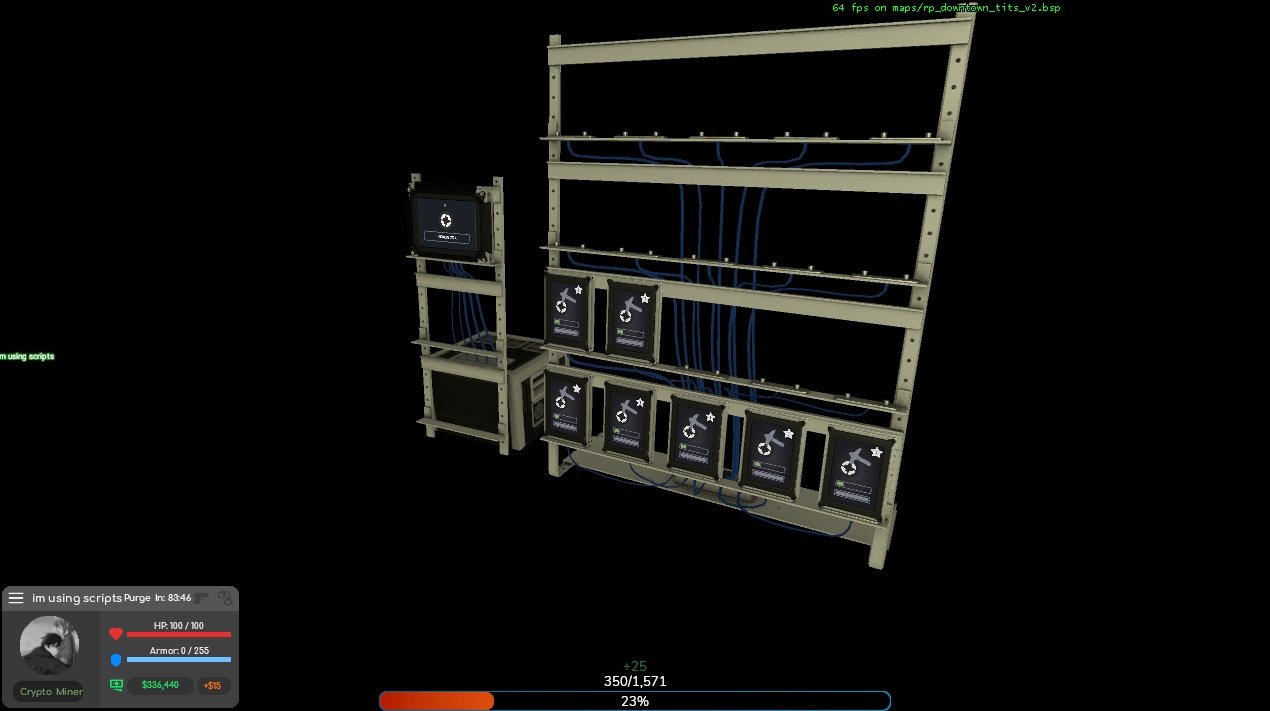 64 fps on maps/rp_downtown_tits_v2.bsp
m using scripts
im using scripts Purge In: 83:46
HP: 100 / 100
Armor: 0 / 255
Crypto Miner
$336,440
+$15
+25
350/1,571
23%